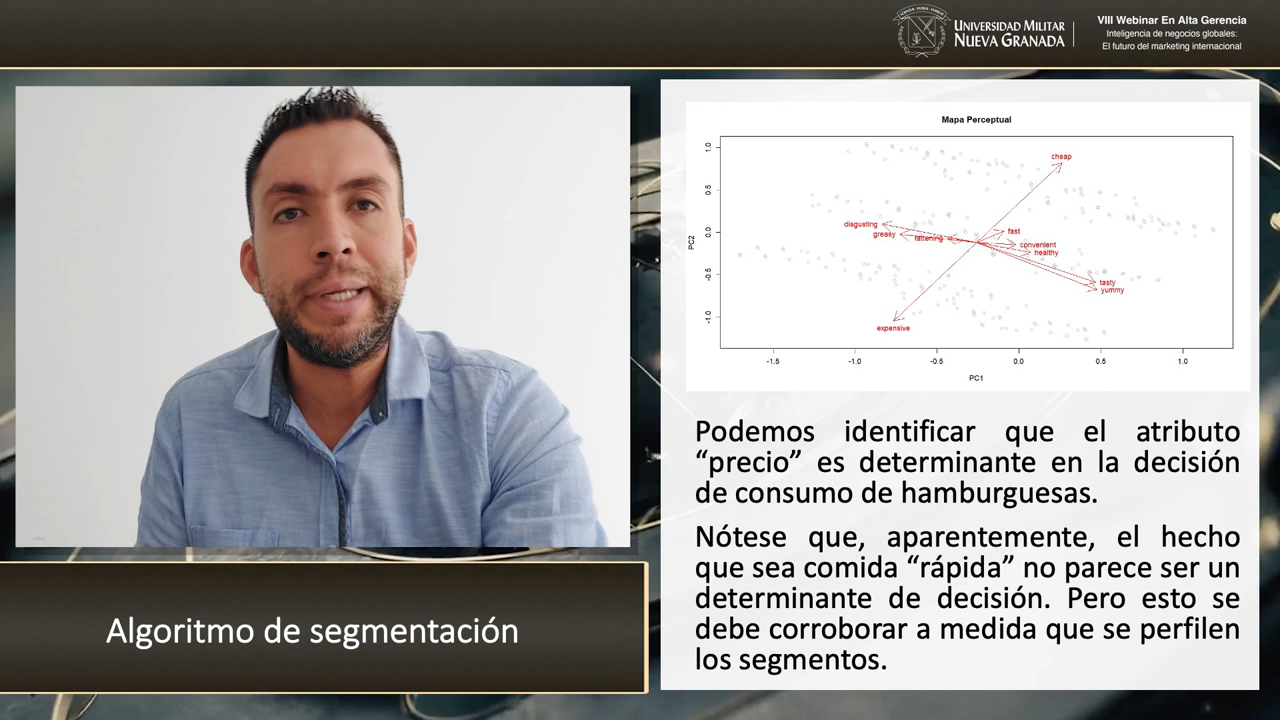 UNIVERSIDAD MILITAR
NUEVA GRANADA
VIII Webinar En Alta Gerencia
Inteligencia de negocios globales:
El futuro del marketing internacional
Mapa Perceptual
PC2
1.0
0.5
0.0
-0.5
-1.0
cheap
disgusting
greasy
fattening
fast
convenient
healthy
tasty
yummy
expensive
-1.5
-1.0
-0.5
0.0
0.5
1.0
PC1
Podemos identificar que el atributo
“precio” es determinante en la decisión
de consumo de hamburguesas.
Nótese que, aparentemente, el hecho
que sea comida “rápida” no parece ser un
determinante de decisión. Pero esto se
debe corroborar a medida que se perfilen
los segmentos.
Algoritmo de segmentación